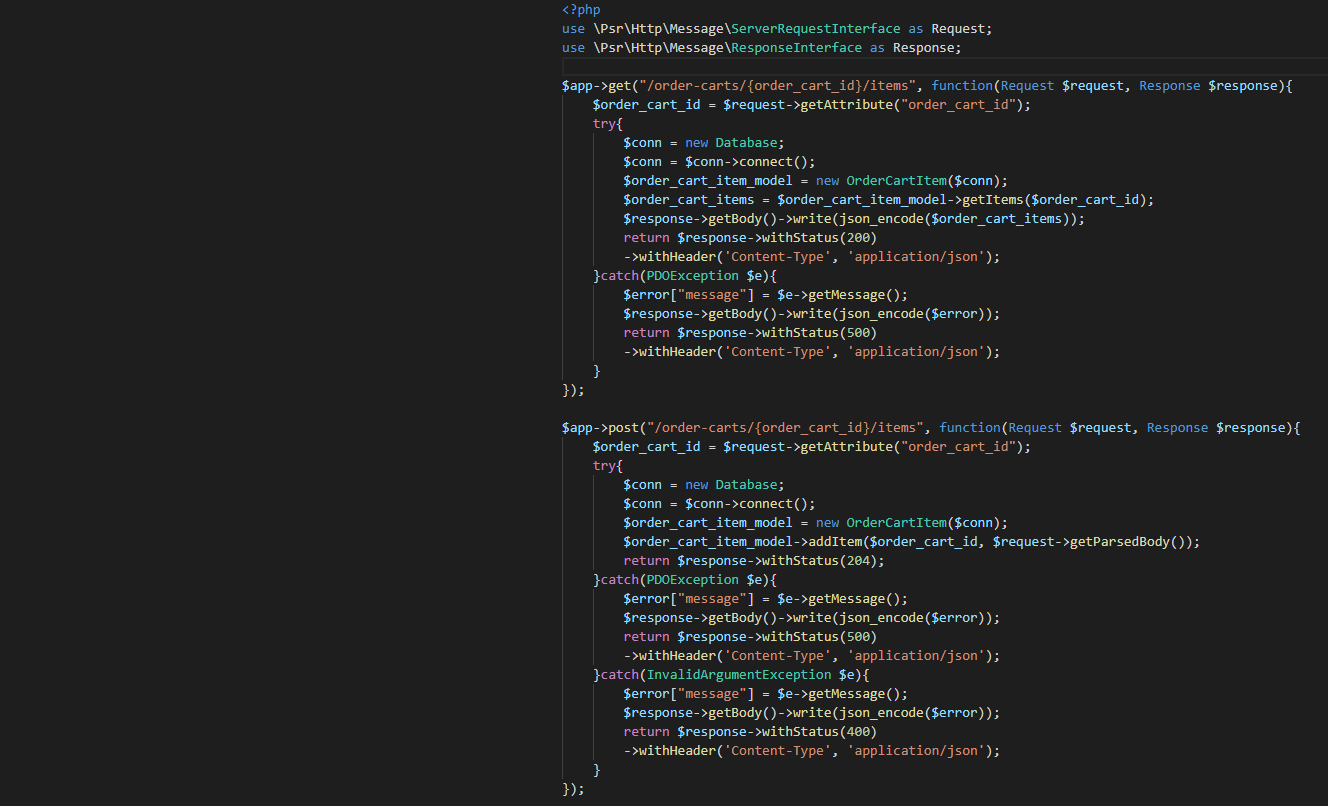 <?php
use \Psr\Http\Message\ServerRequestInterface as Request;
use \Psr\Http\Message\ResponseInterface as Response;

$app->get("/order-carts/{order_cart_id}/items", function(Request $request, Response $response){
    $order_cart_id = $request->getAttribute("order_cart_id");
    try{
        $conn = new Database;
        $conn = $conn->connect();
        $order_cart_item_model = new OrderCartItem($conn);
        $order_cart_items = $order_cart_item_model->getItems($order_cart_id);
        $response->getBody()->write(json_encode($order_cart_items));
        return $response->withStatus(200)
        ->withHeader('Content-Type', 'application/json');
    }catch(PDOException $e){
        $error["message"] = $e->getMessage();
        $response->getBody()->write(json_encode($error));
        return $response->withStatus(500)
        ->withHeader('Content-Type', 'application/json');
    }
});

$app->post("/order-carts/{order_cart_id}/items", function(Request $request, Response $response){
    $order_cart_id = $request->getAttribute("order_cart_id");
    try{
        $conn = new Database;
        $conn = $conn->connect();
        $order_cart_item_model = new OrderCartItem($conn);
        $order_cart_item_model->addItem($order_cart_id, $request->getParsedBody());
        return $response->withStatus(204);
    }catch(PDOException $e){
        $error["message"] = $e->getMessage();
        $response->getBody()->write(json_encode($error));
        return $response->withStatus(500)
        ->withHeader('Content-Type', 'application/json');
    }catch(InvalidArgumentException $e){
        $error["message"] = $e->getMessage();
        $response->getBody()->write(json_encode($error));
        return $response->withStatus(400)
        ->withHeader('Content-Type', 'application/json');
    }
});